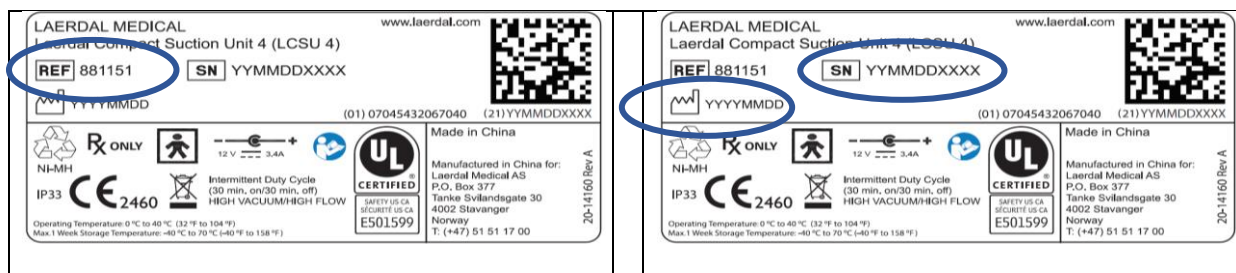 LAERDAL MEDICAL
www.laerdal.com
Laerdal Compact Suction Unit 4 (LCSU 4)
REF 881151
SN YYMMDDXXXX
YYYYMMDD
(01) 07045432067040 (21)YYMMDDXXXX
NI-MH
Rx ONLY
12 V 3,4A
IP33
CE 2460
Intermittent Duty Cycle
(30 min, on/30 min, off)
HIGH VACUUM/HIGH FLOW
Operating Temperature: 0 °C to 40 °C (32 °F to 104 °F)
Max.1 Week Storage Temperature: -40 °C to 70 °C (-40 °F to 158 °F)
UL
®
CERTIFIED
SAFETY US CA
SÉCURITÉ US CA
E501599
Made in China
Manufactured in China for:
Laerdal Medical AS
P.O. Box 377
Tanke Svilandsgate 30
4002 Stavanger
Norway
T: (+47) 51 51 17 00
20-14160 Rev A
LAERDAL MEDICAL
www.laerdal.com
Laerdal Compact Suction Unit 4 (LCSU 4)
REF 881151
SN YYMMDDXXXX
YYYYMMDD
(01) 07045432067040 (21)YYMMDDXXXX
NI-MH
Rx ONLY
12 V 3,4A
IP33
CE 2460
Intermittent Duty Cycle
(30 min, on/30 min, off)
HIGH VACUUM/HIGH FLOW
Operating Temperature: 0 °C to 40 °C (32 °F to 104 °F)
Max.1 Week Storage Temperature: -40 °C to 70 °C (-40 °F to 158 °F)
UL
®
CERTIFIED
SAFETY US CA
SÉCURITÉ US CA
E501599
Made in China
Manufactured in China for:
Laerdal Medical AS
P.O. Box 377
Tanke Svilandsgate 30
4002 Stavanger
Norway
T: (+47) 51 51 17 00
20-14160 Rev A